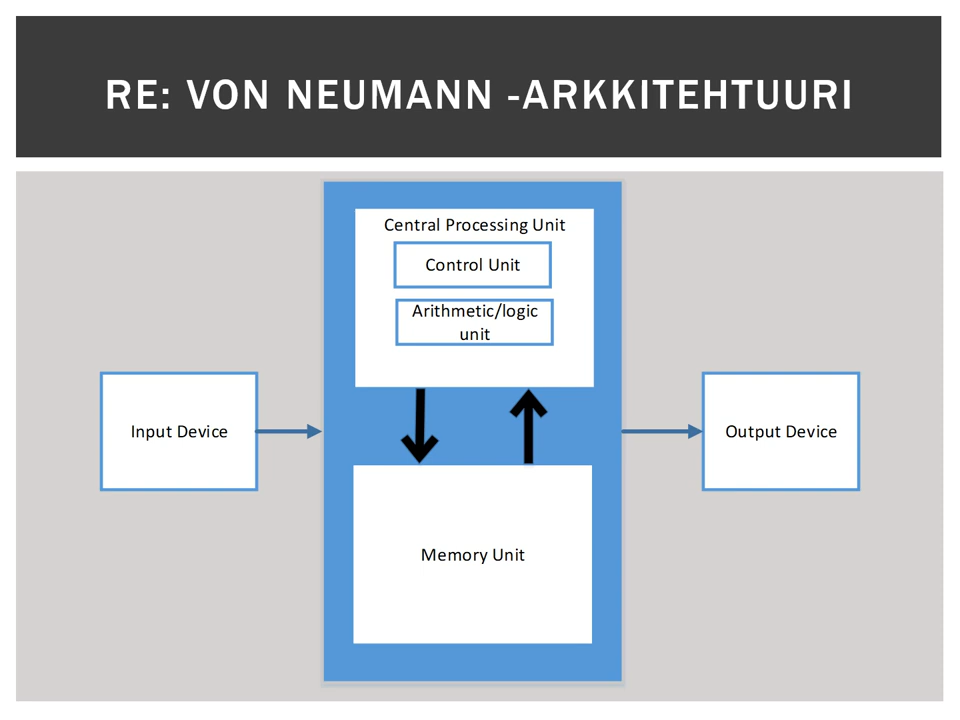 RE: VON NEUMANN -ARKKITEHTUURI
Central Processing Unit
Control Unit
Arithmetic/logic
unit
Input Device
Output Device
Memory Unit